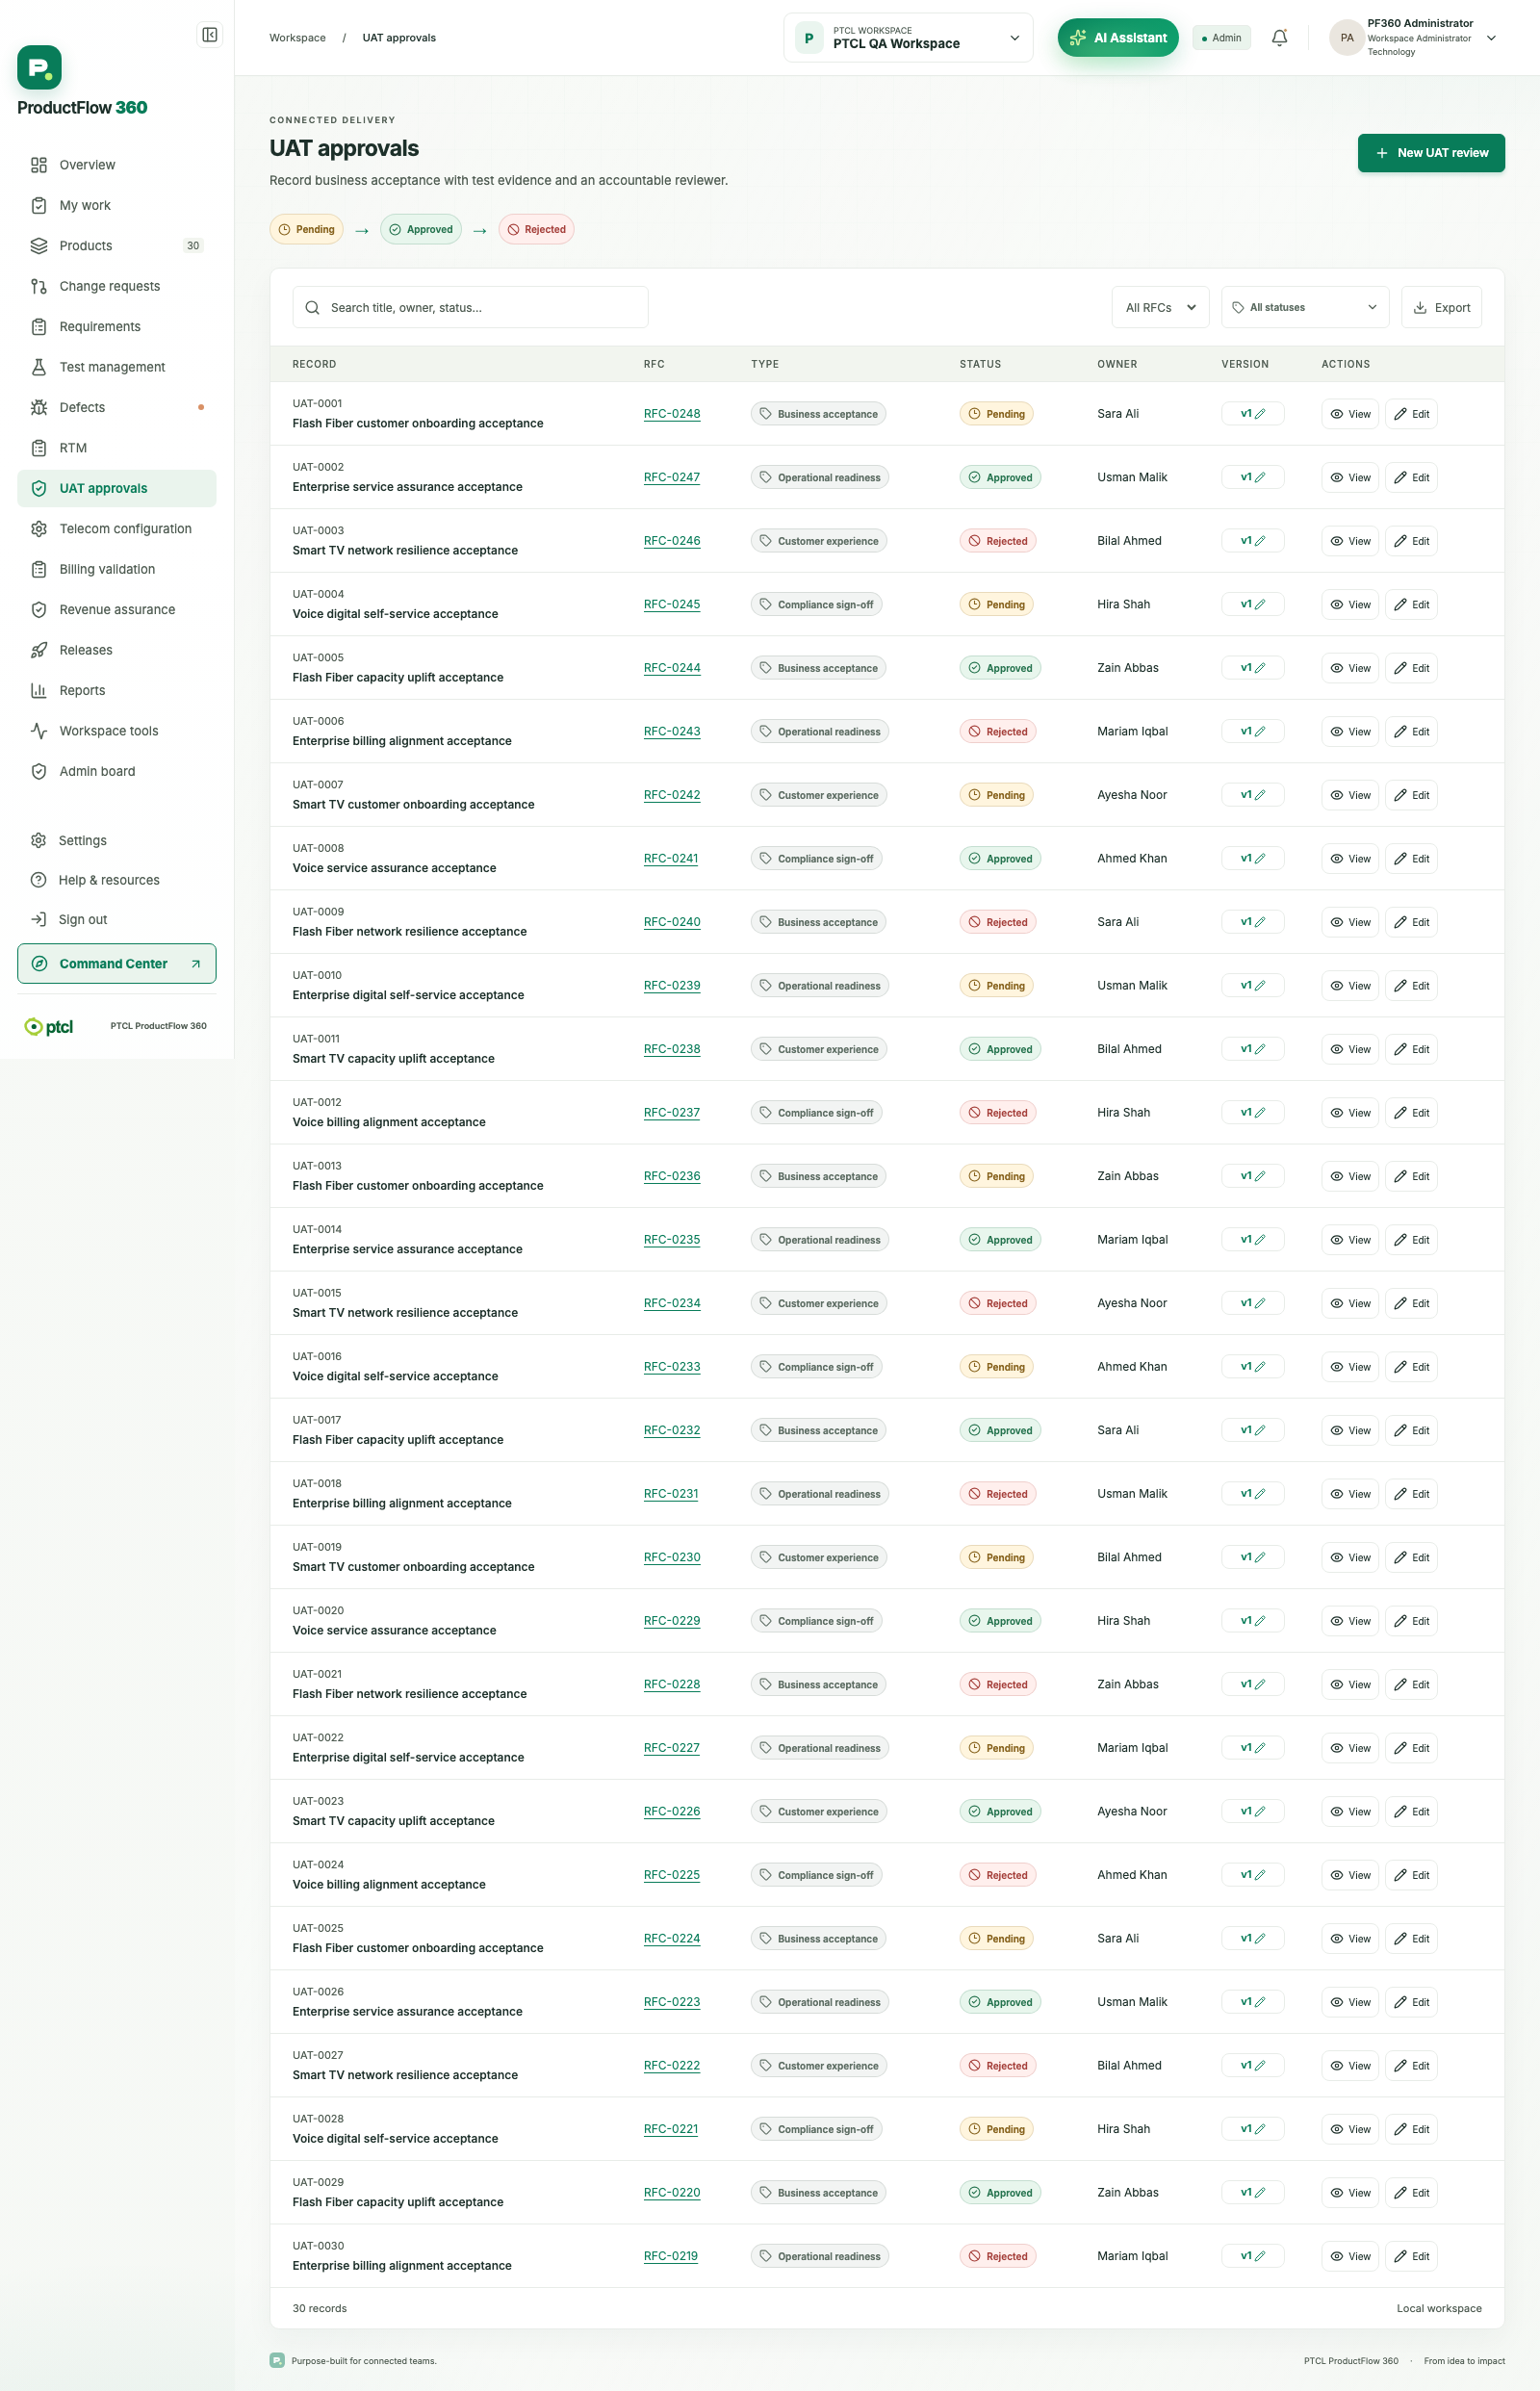 P.
ProductFlow 360
Overview
My work
Products 30
Change requests
Requirements
Test management
Defects
RTM
UAT approvals
Telecom configuration
Billing validation
Revenue assurance
Releases
Reports
Workspace tools
Admin board
Settings
Help & resources
Sign out
Command Center
ptcl PTCL ProductFlow 360
Workspace / UAT approvals
P
PTCL WORKSPACE
PTCL QA Workspace
AI Assistant
Admin
PA
PF360 Administrator
Workspace Administrator
Technology
CONNECTED DELIVERY
UAT approvals
Record business acceptance with test evidence and an accountable reviewer.
New UAT review
Pending → Approved → Rejected
Search title, owner, status...
All RFCs
All statuses
Export
RECORD RFC TYPE STATUS OWNER VERSION ACTIONS
UAT-0001
Flash Fiber customer onboarding acceptance RFC-0248 Business acceptance Pending Sara Ali v1 View Edit
UAT-0002
Enterprise service assurance acceptance RFC-0247 Operational readiness Approved Usman Malik v1 View Edit
UAT-0003
Smart TV network resilience acceptance RFC-0246 Customer experience Rejected Bilal Ahmed v1 View Edit
UAT-0004
Voice digital self-service acceptance RFC-0245 Compliance sign-off Pending Hira Shah v1 View Edit
UAT-0005
Flash Fiber capacity uplift acceptance RFC-0244 Business acceptance Approved Zain Abbas v1 View Edit
UAT-0006
Enterprise billing alignment acceptance RFC-0243 Operational readiness Rejected Mariam Iqbal v1 View Edit
UAT-0007
Smart TV customer onboarding acceptance RFC-0242 Customer experience Pending Ayesha Noor v1 View Edit
UAT-0008
Voice service assurance acceptance RFC-0241 Compliance sign-off Approved Ahmed Khan v1 View Edit
UAT-0009
Flash Fiber network resilience acceptance RFC-0240 Business acceptance Rejected Sara Ali v1 View Edit
UAT-0010
Enterprise digital self-service acceptance RFC-0239 Operational readiness Pending Usman Malik v1 View Edit
UAT-0011
Smart TV capacity uplift acceptance RFC-0238 Customer experience Approved Bilal Ahmed v1 View Edit
UAT-0012
Voice billing alignment acceptance RFC-0237 Compliance sign-off Rejected Hira Shah v1 View Edit
UAT-0013
Flash Fiber customer onboarding acceptance RFC-0236 Business acceptance Pending Zain Abbas v1 View Edit
UAT-0014
Enterprise service assurance acceptance RFC-0235 Operational readiness Approved Mariam Iqbal v1 View Edit
UAT-0015
Smart TV network resilience acceptance RFC-0234 Customer experience Rejected Ayesha Noor v1 View Edit
UAT-0016
Voice digital self-service acceptance RFC-0233 Compliance sign-off Pending Ahmed Khan v1 View Edit
UAT-0017
Flash Fiber capacity uplift acceptance RFC-0232 Business acceptance Approved Sara Ali v1 View Edit
UAT-0018
Enterprise billing alignment acceptance RFC-0231 Operational readiness Rejected Usman Malik v1 View Edit
UAT-0019
Smart TV customer onboarding acceptance RFC-0230 Customer experience Pending Bilal Ahmed v1 View Edit
UAT-0020
Voice service assurance acceptance RFC-0229 Compliance sign-off Approved Hira Shah v1 View Edit
UAT-0021
Flash Fiber network resilience acceptance RFC-0228 Business acceptance Rejected Zain Abbas v1 View Edit
UAT-0022
Enterprise digital self-service acceptance RFC-0227 Operational readiness Pending Mariam Iqbal v1 View Edit
UAT-0023
Smart TV capacity uplift acceptance RFC-0226 Customer experience Approved Ayesha Noor v1 View Edit
UAT-0024
Voice billing alignment acceptance RFC-0225 Compliance sign-off Rejected Ahmed Khan v1 View Edit
UAT-0025
Flash Fiber customer onboarding acceptance RFC-0224 Business acceptance Pending Sara Ali v1 View Edit
UAT-0026
Enterprise service assurance acceptance RFC-0223 Operational readiness Approved Usman Malik v1 View Edit
UAT-0027
Smart TV network resilience acceptance RFC-0222 Customer experience Rejected Bilal Ahmed v1 View Edit
UAT-0028
Voice digital self-service acceptance RFC-0221 Compliance sign-off Pending Hira Shah v1 View Edit
UAT-0029
Flash Fiber capacity uplift acceptance RFC-0220 Business acceptance Approved Zain Abbas v1 View Edit
UAT-0030
Enterprise billing alignment acceptance RFC-0219 Operational readiness Rejected Mariam Iqbal v1 View Edit
30 records Local workspace
P. Purpose-built for connected teams. PTCL ProductFlow 360 · From idea to impact